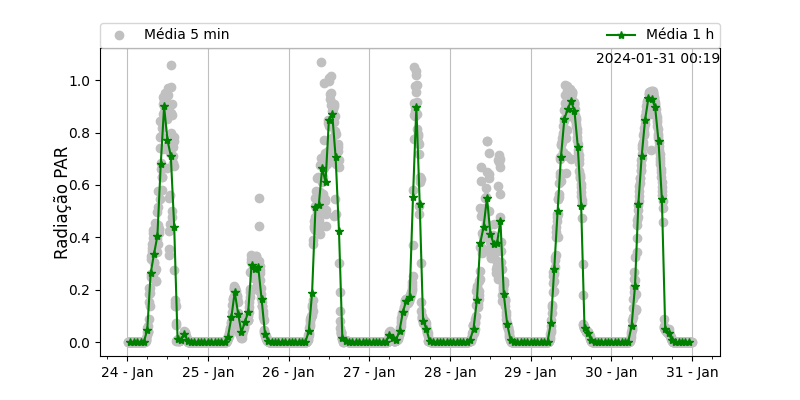 Média 5 min
Média 1 h
2024-01-31 00:19
Radiação PAR
1.0
0.8
0.6
0.4
0.2
0.0
24 - Jan
25 - Jan
26 - Jan
27 - Jan
28 - Jan
29 - Jan
30 - Jan
31 - Jan